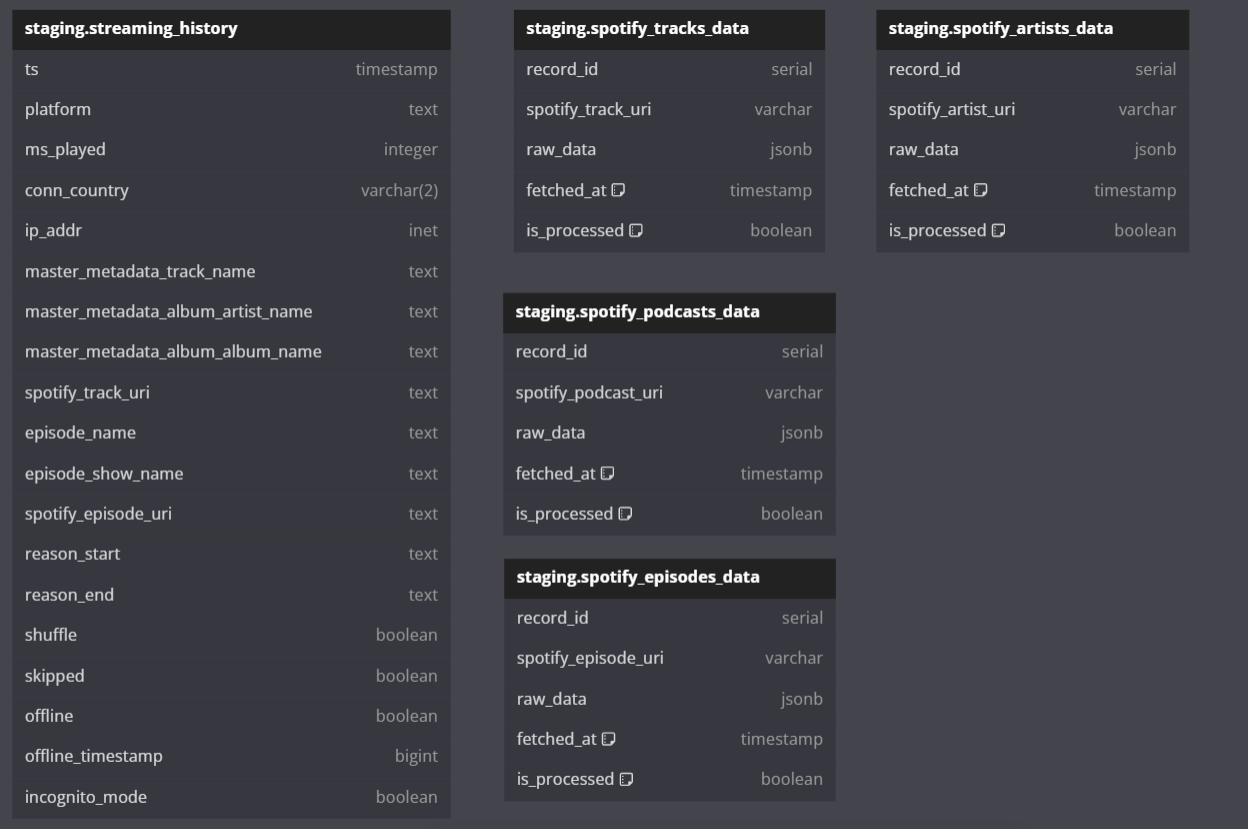 staging.streaming_history
ts timestamp
platform text
ms_played integer
conn_country varchar(2)
ip_addr inet
master_metadata_track_name text
master_metadata_album_artist_name text
master_metadata_album_album_name text
spotify_track_uri text
episode_name text
episode_show_name text
spotify_episode_uri text
reason_start text
reason_end text
shuffle boolean
skipped boolean
offline boolean
offline_timestamp bigint
incognito_mode boolean
staging.spotify_tracks_data
record_id serial
spotify_track_uri varchar
raw_data jsonb
fetched_at timestamp
is_processed boolean
staging.spotify_podcasts_data
record_id serial
spotify_podcast_uri varchar
raw_data jsonb
fetched_at timestamp
is_processed boolean
staging.spotify_episodes_data
record_id serial
spotify_episode_uri varchar
raw_data jsonb
fetched_at timestamp
is_processed boolean
staging.spotify_artists_data
record_id serial
spotify_artist_uri varchar
raw_data jsonb
fetched_at timestamp
is_processed boolean